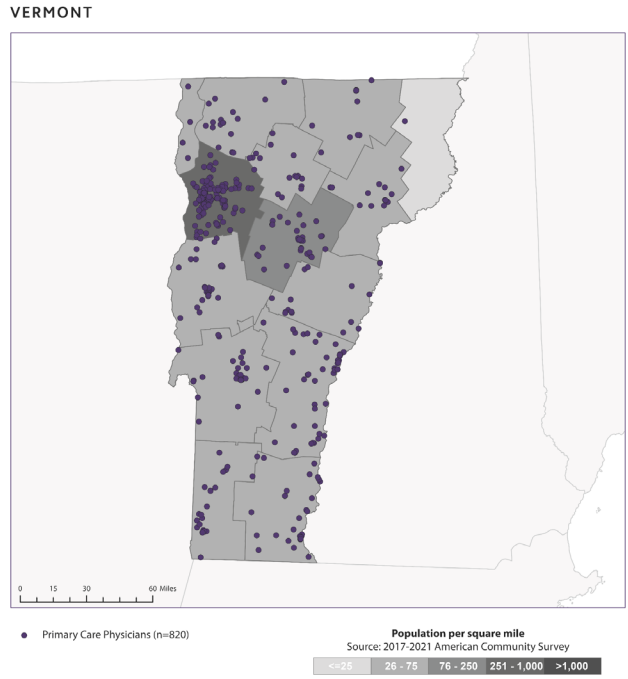 VERMONT
0 15 30 60 Miles
Primary Care Physicians (n=820)
Population per square mile
Source: 2017-2021 American Community Survey
<=25 26 - 75 76 - 250 251 - 1,000 >1,000